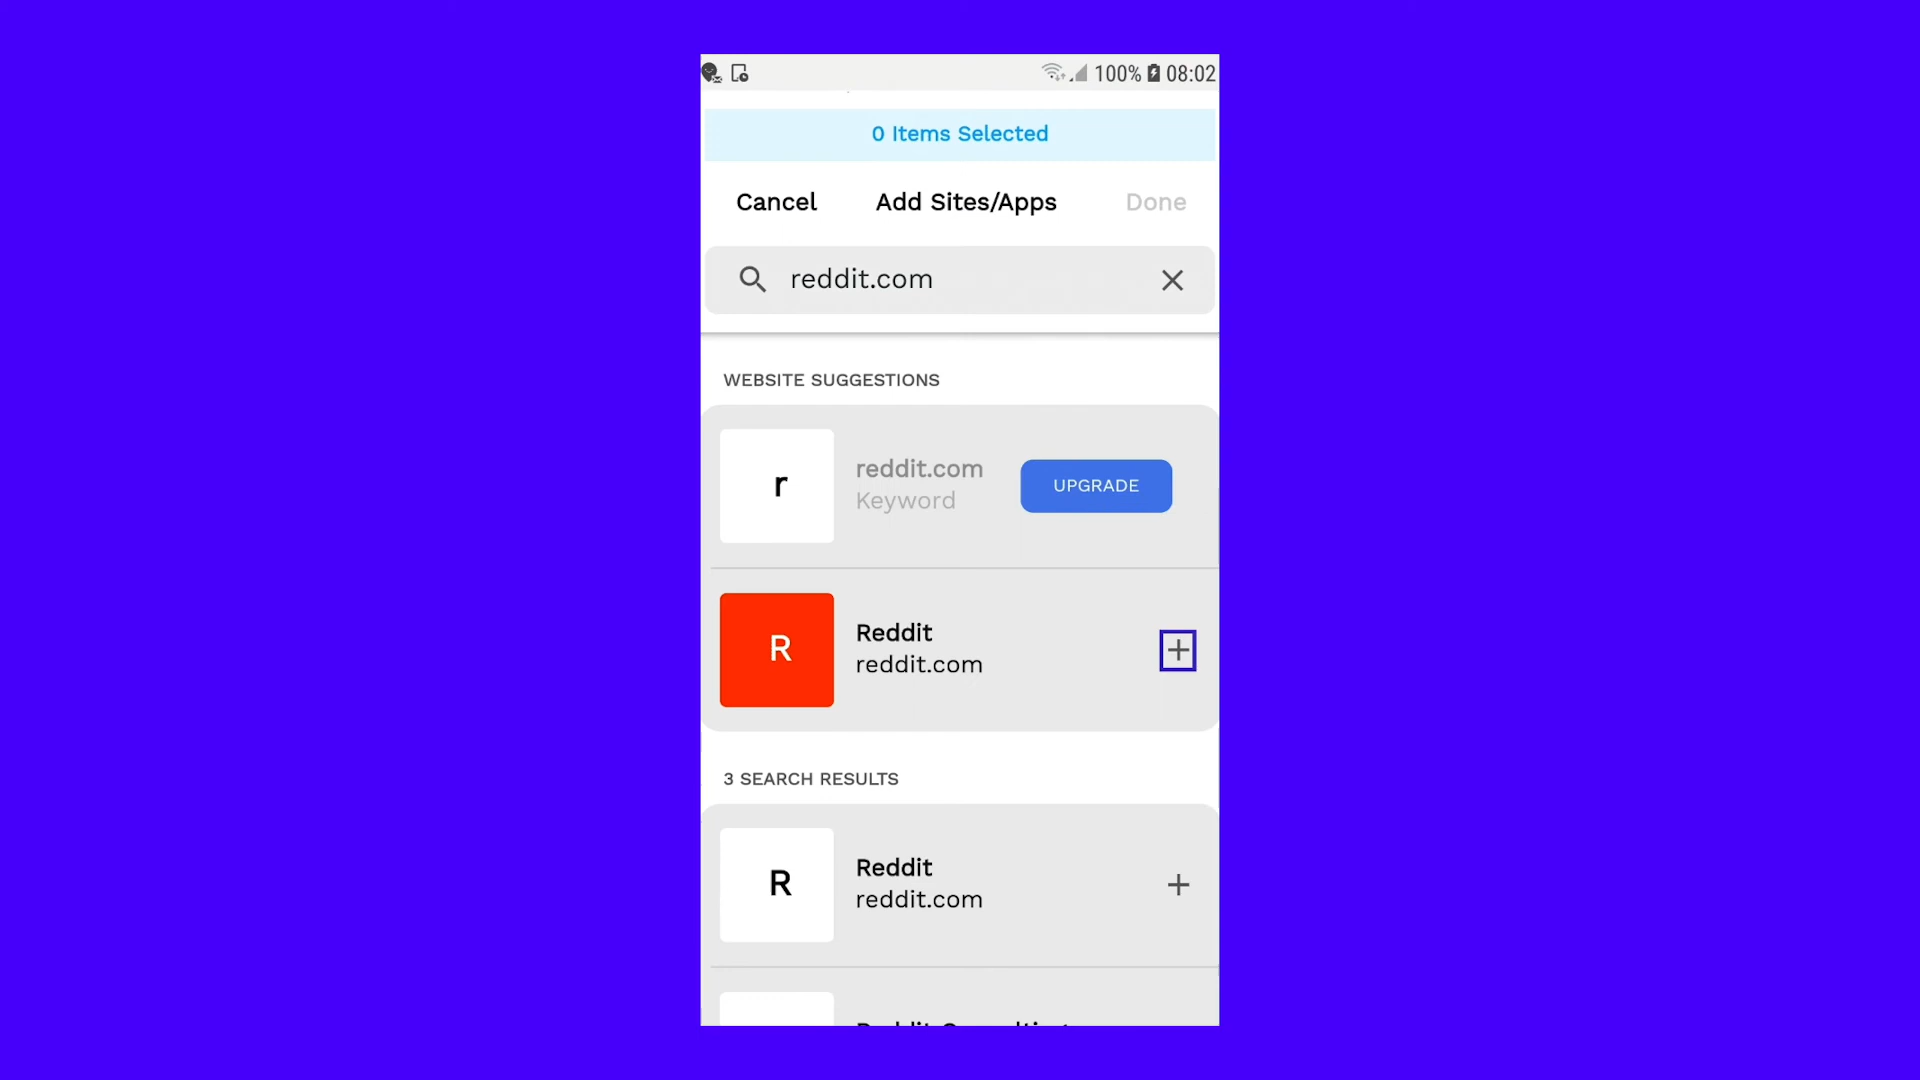 100% 08:02
0 Items Selected
Cancel Add Sites/Apps Done
reddit.com
WEBSITE SUGGESTIONS
r
reddit.com
Keyword
UPGRADE
R
Reddit
reddit.com
3 SEARCH RESULTS
R
Reddit
reddit.com